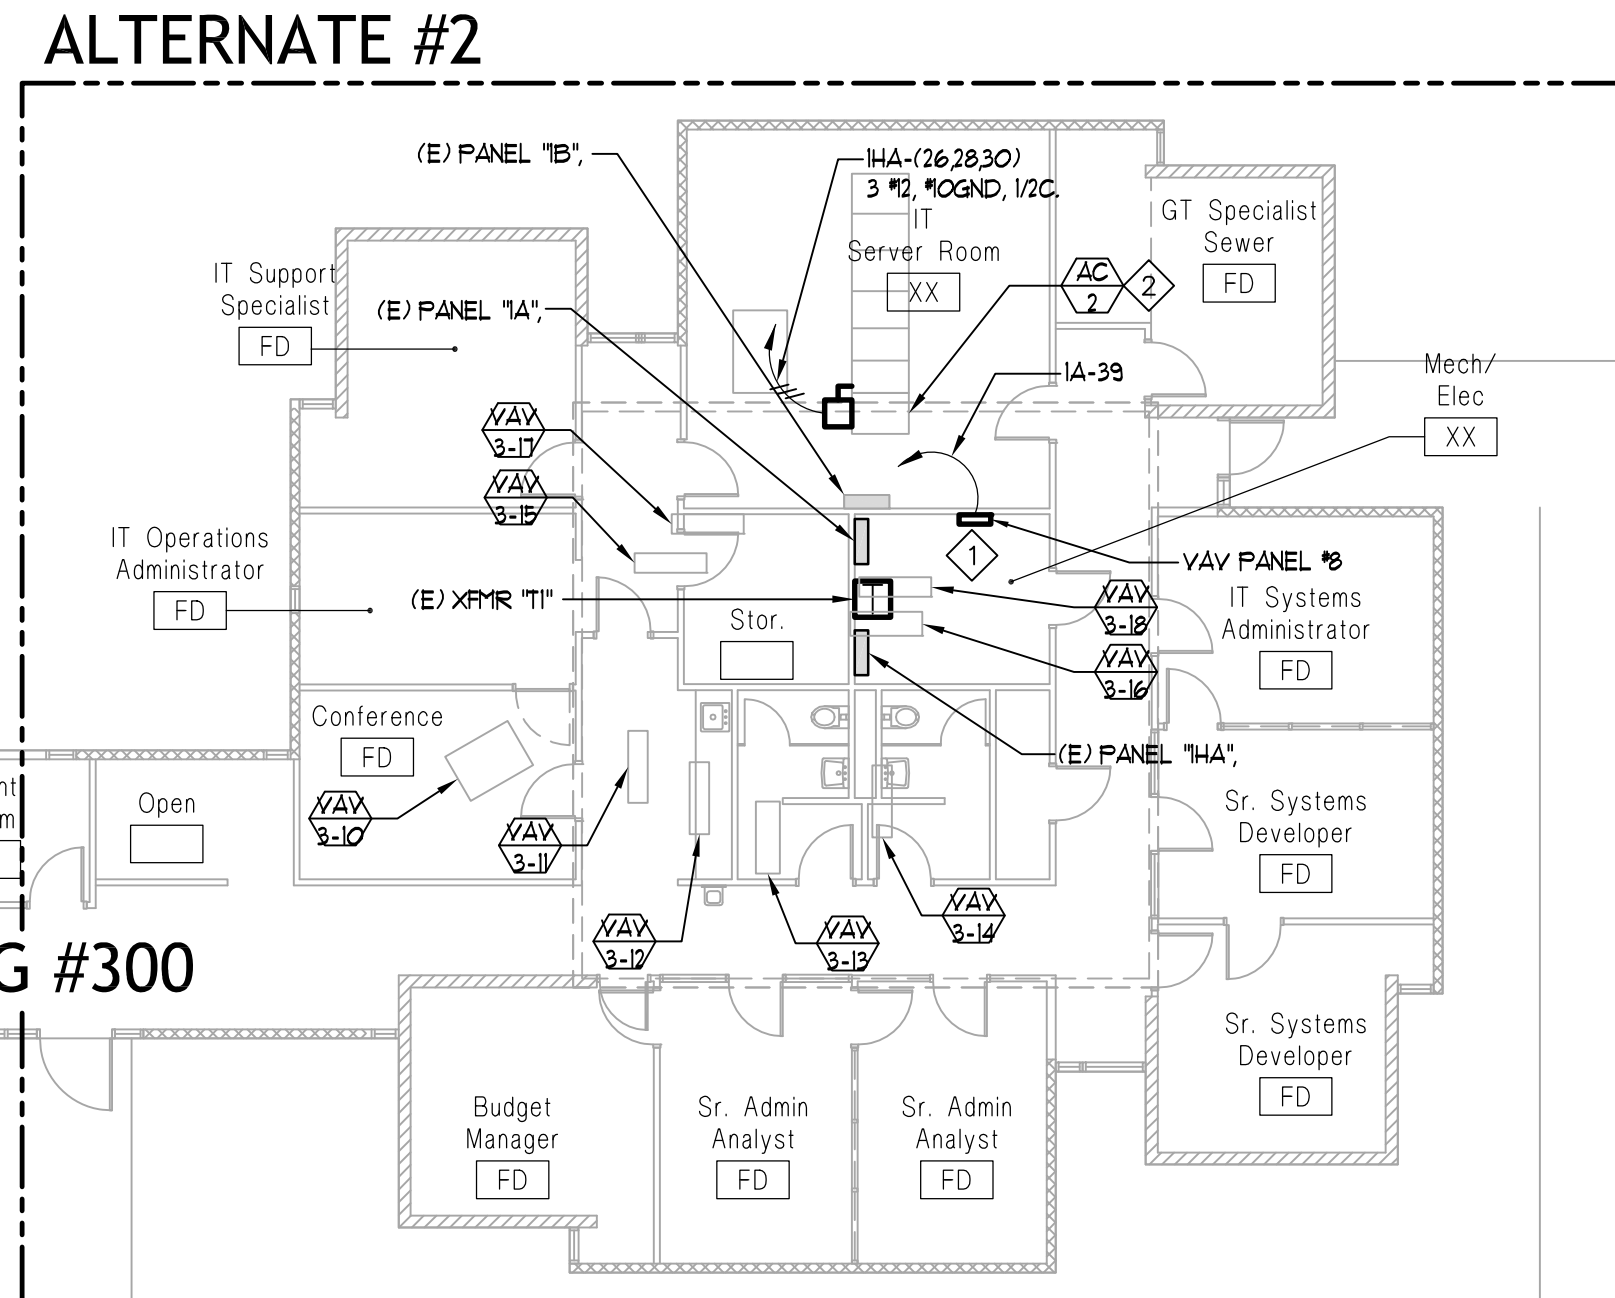 ALTERNATE #2
(E) PANEL "1B",
1HA-(26,28,30)
3 #12, #10GND, 1/2C.
IT
Server Room
XX
GT Specialist
Sewer
FD
AC
2
2
IT Support
Specialist
FD
(E) PANEL "1A",
1A-39
Mech/
Elec
XX
VAV
3-17
VAV
3-15
IT Operations
Administrator
FD
1
VAV PANEL #8
(E) XFMR "T1"
Stor.
VAV
3-18
IT Systems
Administrator
FD
VAV
3-16
Conference
FD
(E) PANEL "1HA",
nt
m
Open
VAV
3-10
VAV
3-11
Sr. Systems
Developer
FD
VAV
3-12
VAV
3-13
VAV
3-14
G #300
Sr. Systems
Developer
FD
Budget
Manager
FD
Sr. Admin
Analyst
FD
Sr. Admin
Analyst
FD